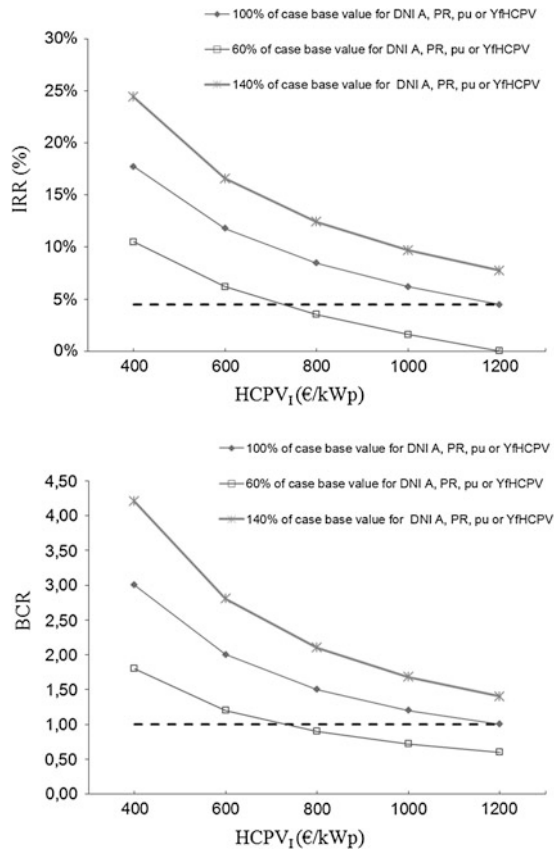 100% of case base value for DNI A, PR, pu or YfHCPV
60% of case base value for DNI A, PR, pu or YfHCPV
140% of case base value for DNI A, PR, pu or YfHCPV
30%
25%
20%
15%
10%
5%
0%
IRR (%)
400 600 800 1000 1200
HCPVI (€/kWp)
100% of case base value for DNI A, PR, pu or YfHCPV
60% of case base value for DNI A, PR, pu or YfHCPV
140% of case base value for DNI A, PR, pu or YfHCPV
4,50
4,00
3,50
3,00
2,50
2,00
1,50
1,00
0,50
0,00
BCR
400 600 800 1000 1200
HCPVI (€/kWp)